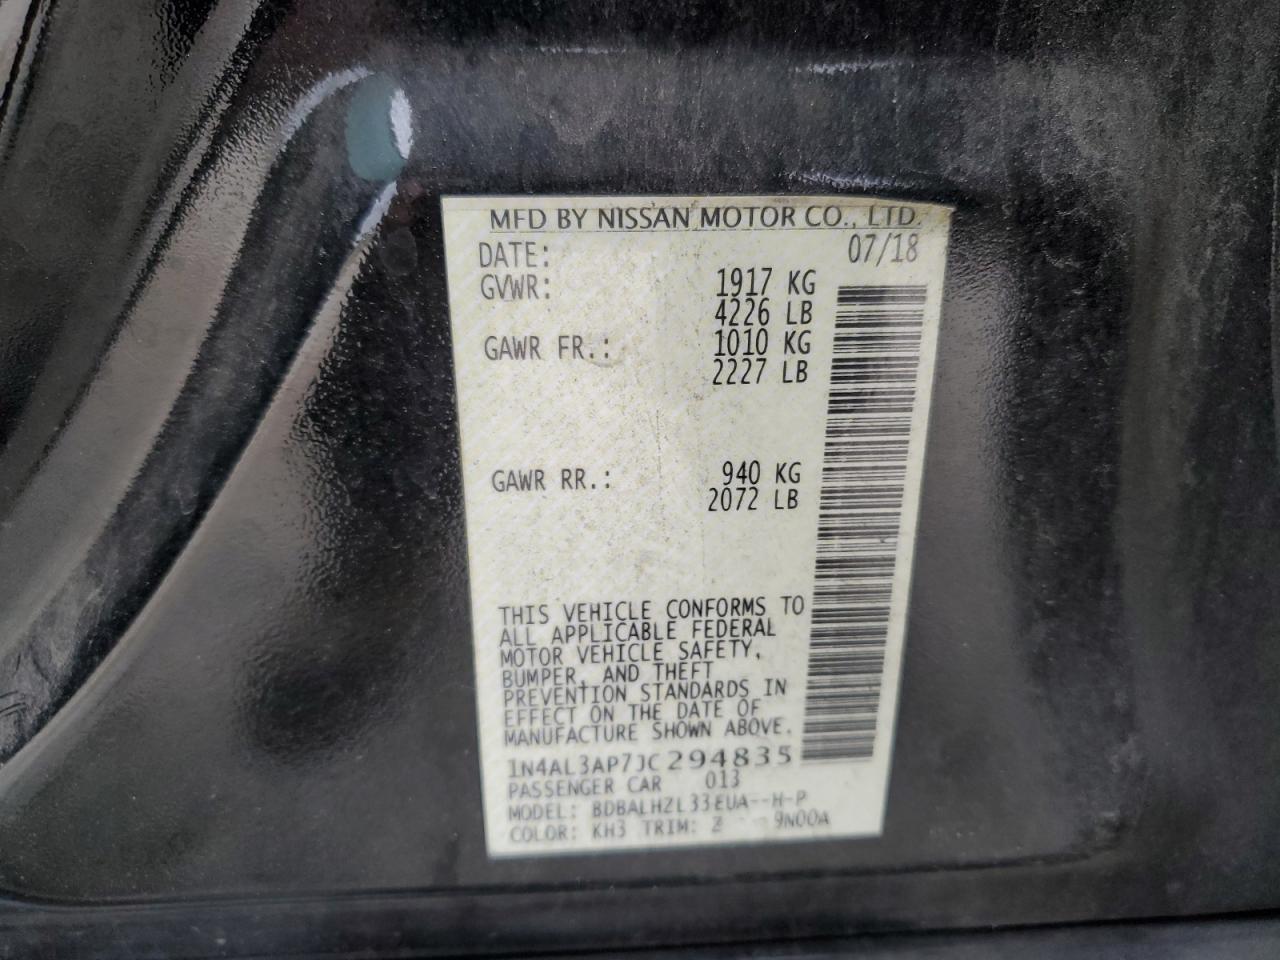 MFD BY NISSAN MOTOR CO., LTD.
DATE: 07/18
GVWR: 1917 KG
4226 LB
GAWR FR.: 1010 KG
2227 LB
GAWR RR.: 940 KG
2072 LB
THIS VEHICLE CONFORMS TO
ALL APPLICABLE FEDERAL
MOTOR VEHICLE SAFETY,
BUMPER, AND THEFT
PREVENTION STANDARDS IN
EFFECT ON THE DATE OF
MANUFACTURE SHOWN ABOVE.
1N4AL3AP7JC294835
PASSENGER CAR 013
MODEL: BDBALHZL33EUA--H-P
COLOR: KH3 TRIM: 9N00A